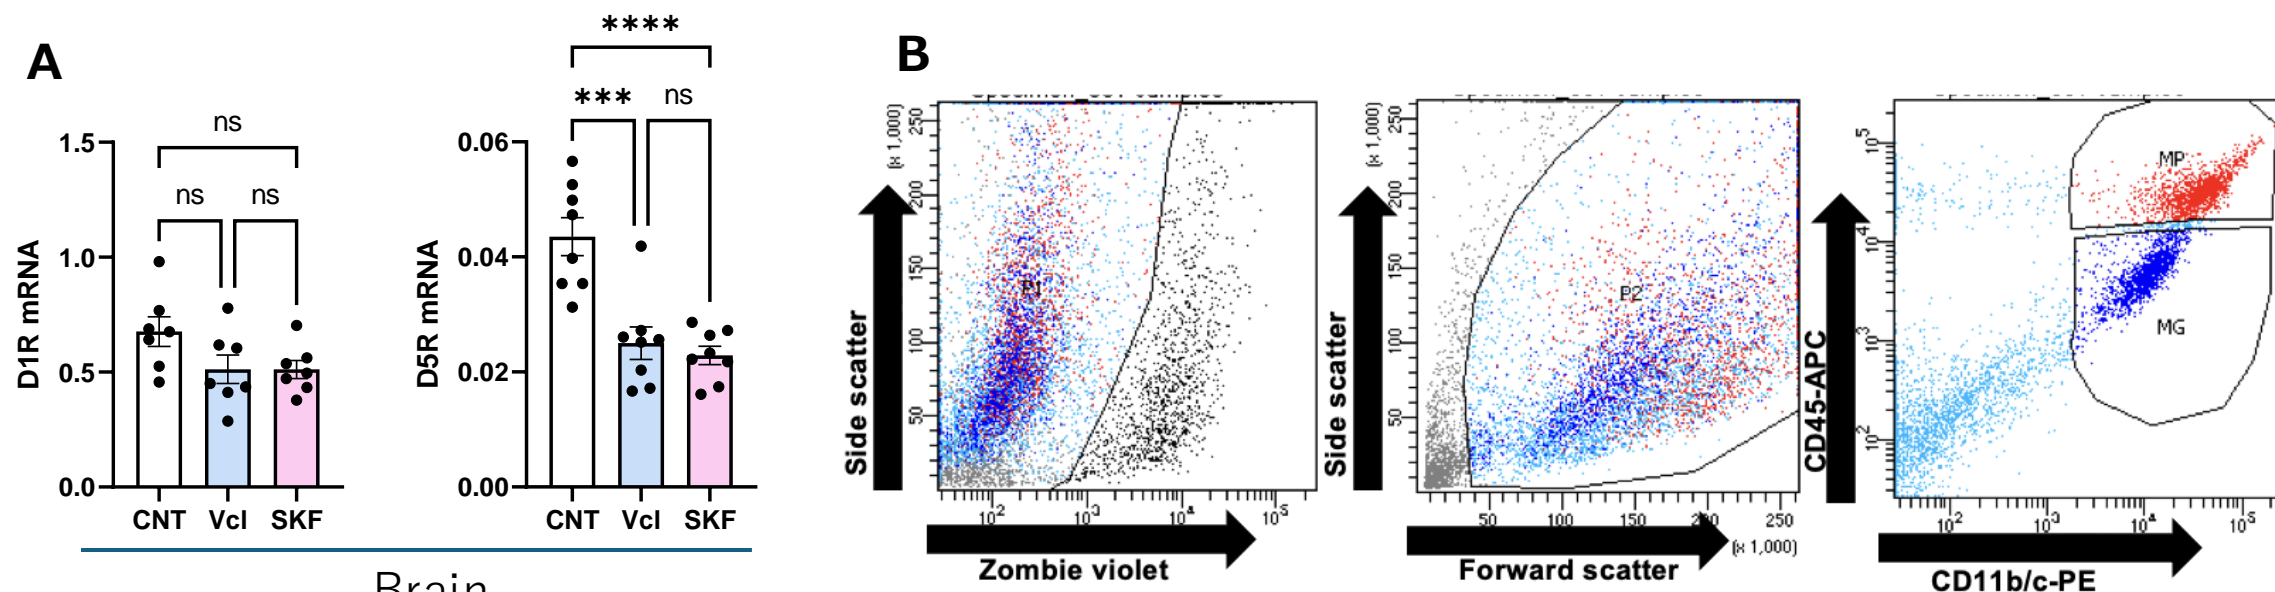 A
****
*** ns
ns
ns ns
D1R mRNA
1.5
1.0
0.5
0.0
CNT Vcl SKF
D5R mRNA
0.06
0.04
0.02
0.00
CNT Vcl SKF
Brain
B
Side scatter
(x 1,000)
250
200
150
100
50
P1
10² 10³ 10⁴ 10⁵
Zombie violet
Side scatter
(x 1,000)
250
200
150
100
50
P2
50 100 150 200 250
(x 1,000)
Forward scatter
CD45-APC
10⁵
10⁴
10³
10²
MP
MG
10² 10³ 10⁴ 10⁵
CD11b/c-PE